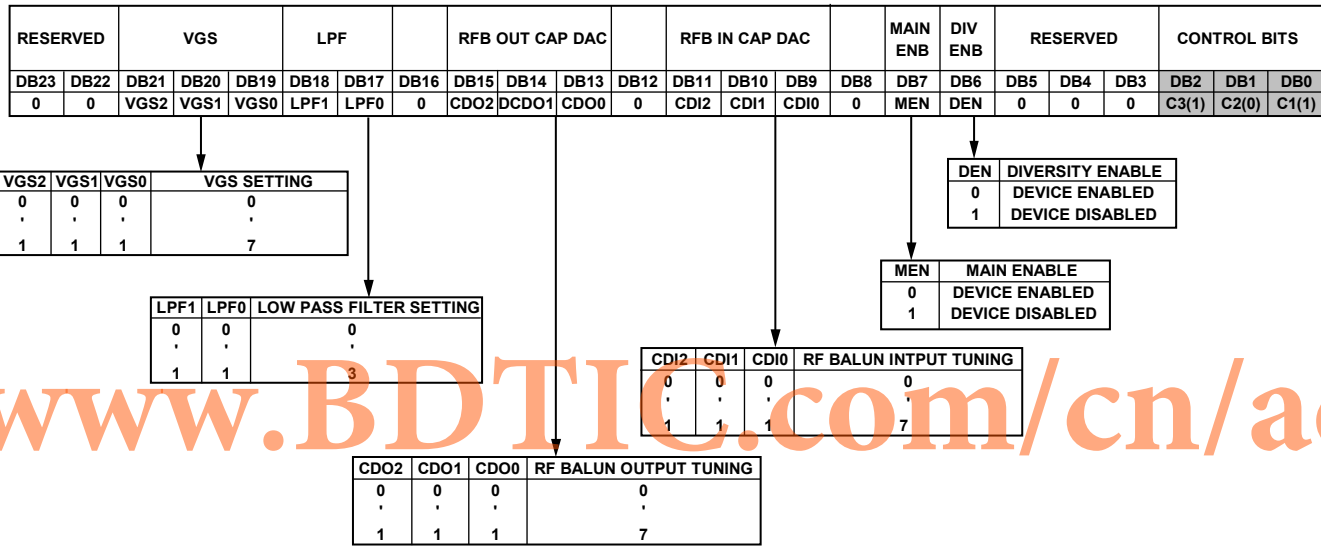 RESERVED VGS LPF RFB OUT CAP DAC RFB IN CAP DAC MAIN ENB DIV ENB RESERVED CONTROL BITS
DB23 DB22 DB21 DB20 DB19 DB18 DB17 DB16 DB15 DB14 DB13 DB12 DB11 DB10 DB9 DB8 DB7 DB6 DB5 DB4 DB3 DB2 DB1 DB0
0 0 VGS2 VGS1 VGS0 LPF1 LPF0 0 CDO2 DCDO1 CDO0 0 CDI2 CDI1 CDI0 0 MEN DEN 0 0 0 C3(1) C2(0) C1(1)
DEN DIVERSITY ENABLE
0 DEVICE ENABLED
1 DEVICE DISABLED
VGS2 VGS1 VGS0 VGS SETTING
0 0 0 0
' ' ' '
1 1 1 7
MEN MAIN ENABLE
0 DEVICE ENABLED
1 DEVICE DISABLED
LPF1 LPF0 LOW PASS FILTER SETTING
0 0 0
' ' '
1 1 3
CDI2 CDI1 CDI0 RF BALUN INTPUT TUNING
0 0 0 0
' ' ' '
1 1 1 7
www.BDTIC.com/cn/a
CDO2 CDO1 CDO0 RF BALUN OUTPUT TUNING
0 0 0 0
' ' ' '
1 1 1 7